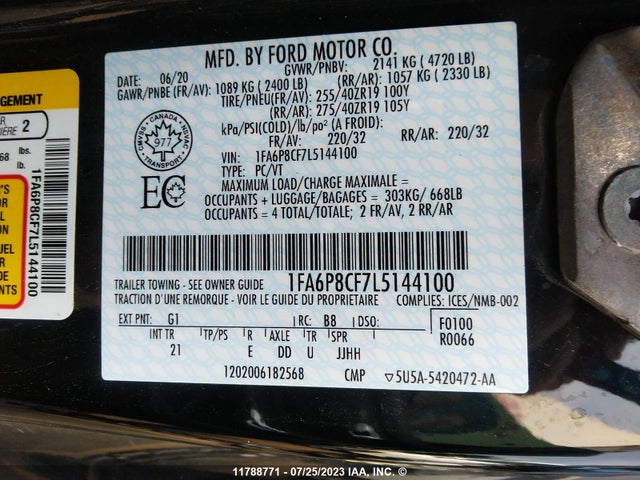 MFD. BY FORD MOTOR CO.
DATE: 06/20 GVWR/PNBV: 2141 KG ( 4720 LB)
GAWR/PNBE (FR/AV): 1089 KG ( 2400 LB) (RR/AR): 1057 KG ( 2330 LB)
TIRE/PNEU(FR/AV): 255/40ZR19 100Y
(RR/AR): 275/40ZR19 105Y
kPa/PSI(COLD)/LB/po² (A FROID):
FR/AV: 220/32 RR/AR: 220/32
VIN: 1FA6P8CF7L5144100
TYPE: PC/VT
MAXIMUM LOAD/CHARGE MAXIMALE =
OCCUPANTS + LUGGAGE/BAGAGES = 303KG/ 668LB
OCCUPANTS = 4 TOTAL/TOTALE; 2 FR/AV, 2 RR/AR
CANADA
CMVSS
NSVAC
977
TRANSPORT
EC
TRAILER TOWING - SEE OWNER GUIDE 1FA6P8CF7L5144100
TRACTION D'UNE REMORQUE - VOIR GUIDE DU PROPRIETAIRE COMPLIES: ICES/NMB-002
EXT PNT: G1 RC: B8 DSO: F0100
INT TR TP/PS R AXLE TR SPR R0066
21 E DD U JJHH
1202006182568 CMP ▽5U5A-5420472-AA
GEMENT
2
68 lbs.
lb.
1FA6P8CF7L5144100
11788771 - 07/25/2023 IAA, INC. ©